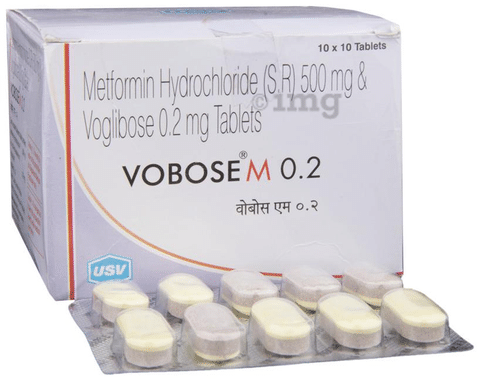 10 x 10 Tablets
Metformin Hydrochloride (S.R) 500 mg &
Voglibose 0.2 mg Tablets
©1mg
VOBOSE® M 0.2
वोबोस एम ०.२
USV